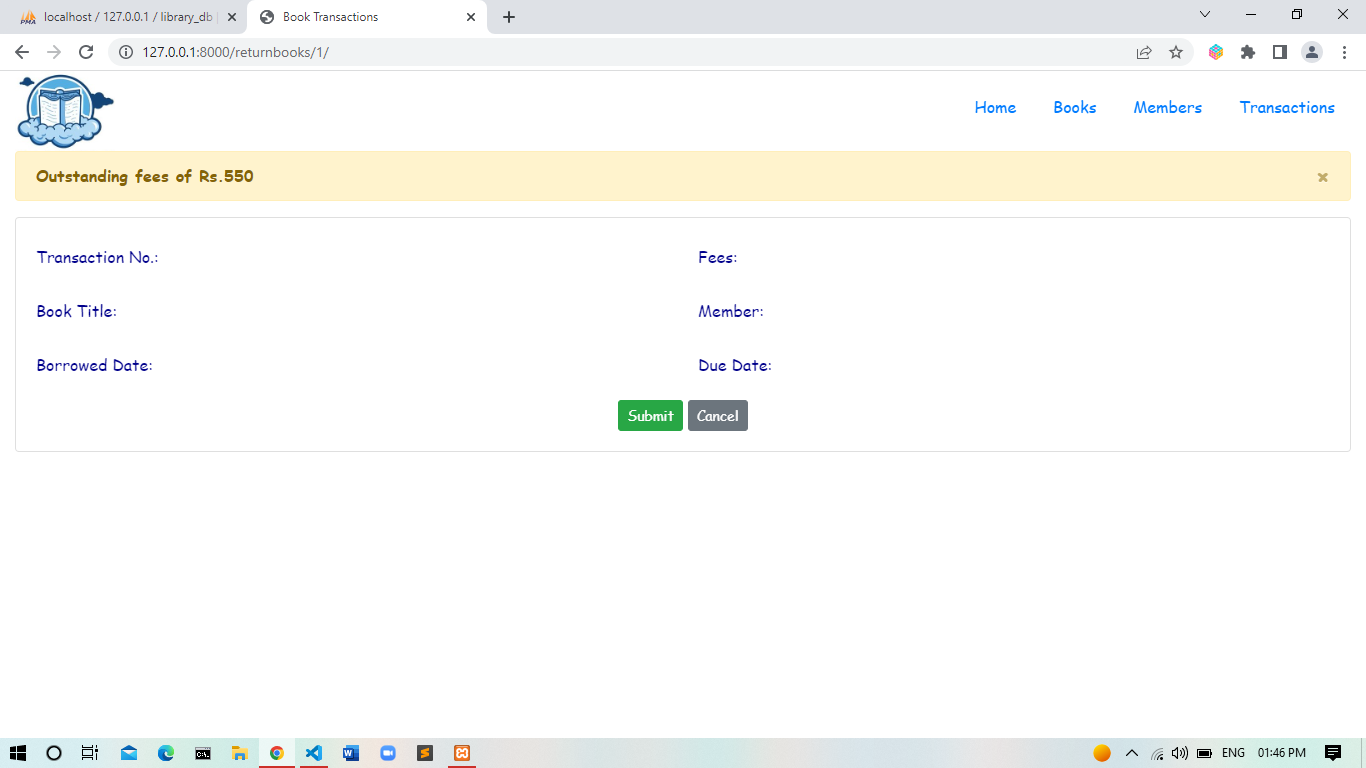 localhost / 127.0.0.1 / library_db
Book Transactions
127.0.0.1:8000/returnbooks/1/
Home Books Members Transactions
Outstanding fees of Rs.550
×
Transaction No.: Fees:
Book Title: Member:
Borrowed Date: Due Date:
Submit Cancel
ENG 01:46 PM